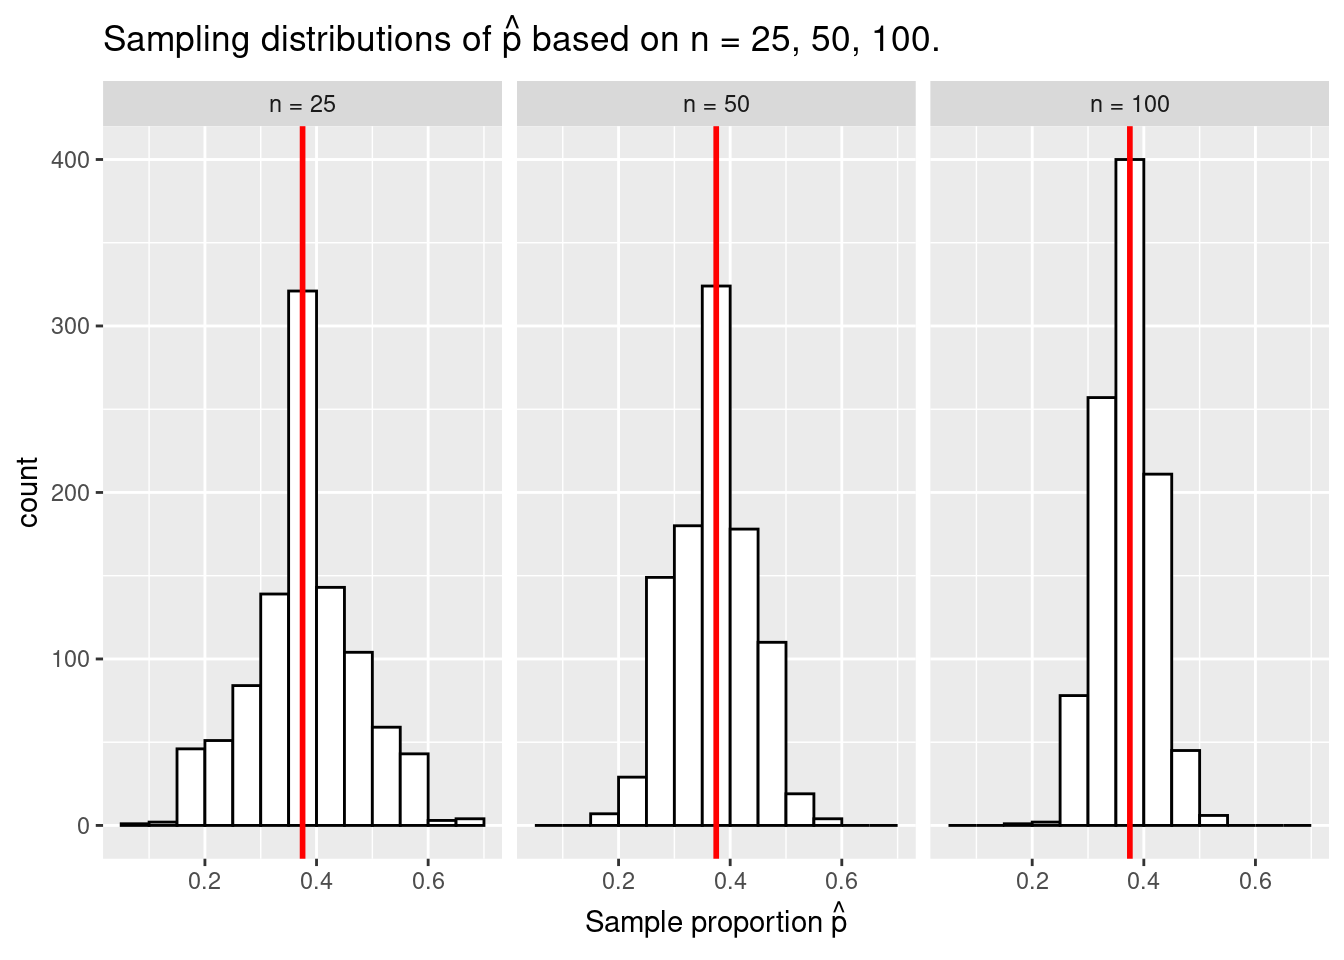 Sampling distributions of p̂ based on n = 25, 50, 100.
n = 25
n = 50
n = 100
400
300
200
100
0
count
0.2 0.4 0.6
0.2 0.4 0.6
0.2 0.4 0.6
Sample proportion p̂